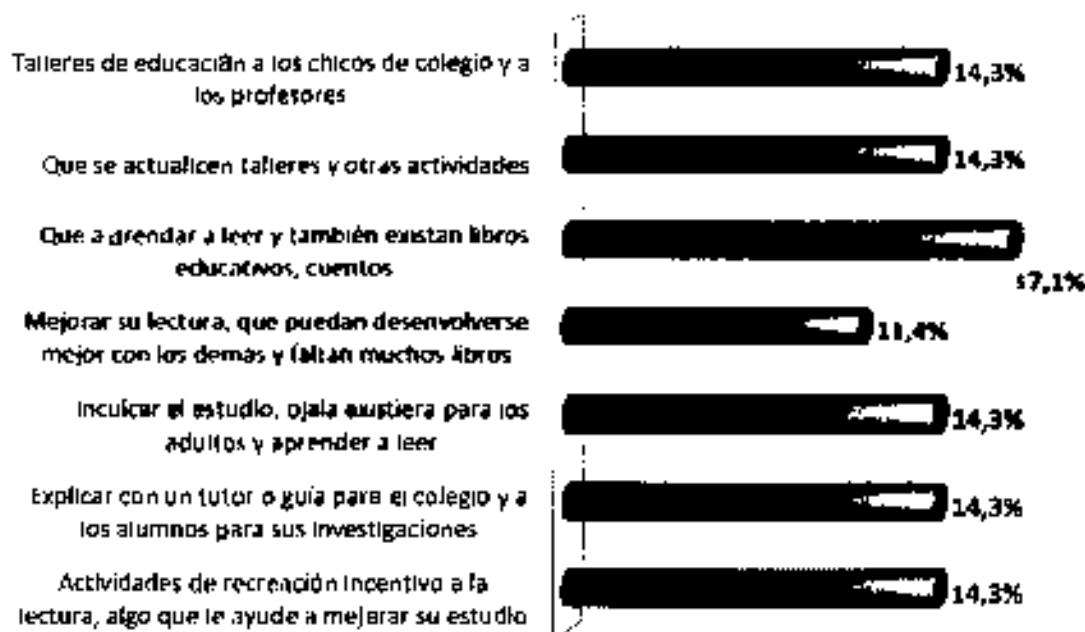 Talleres de educación a los chicos de colegio y a
los profesores
14,3%
Que se actualicen talleres y otras actividades
14,3%
Que aprendar a leer y también existan libros
educativos, cuentos
17,1%
Mejorar su lectura, que puedan desenvolverse
mejor con los demás y faltan muchos libros
11,4%
Inculcar el estudio, ojala existiera para los
adultos y aprender a leer
14,3%
Explicar con un tutor o guía para el colegio y a
los alumnos para sus investigaciones
14,3%
Actividades de recreación incentivo a la
lectura, algo que le ayude a mejorar su estudio
14,3%